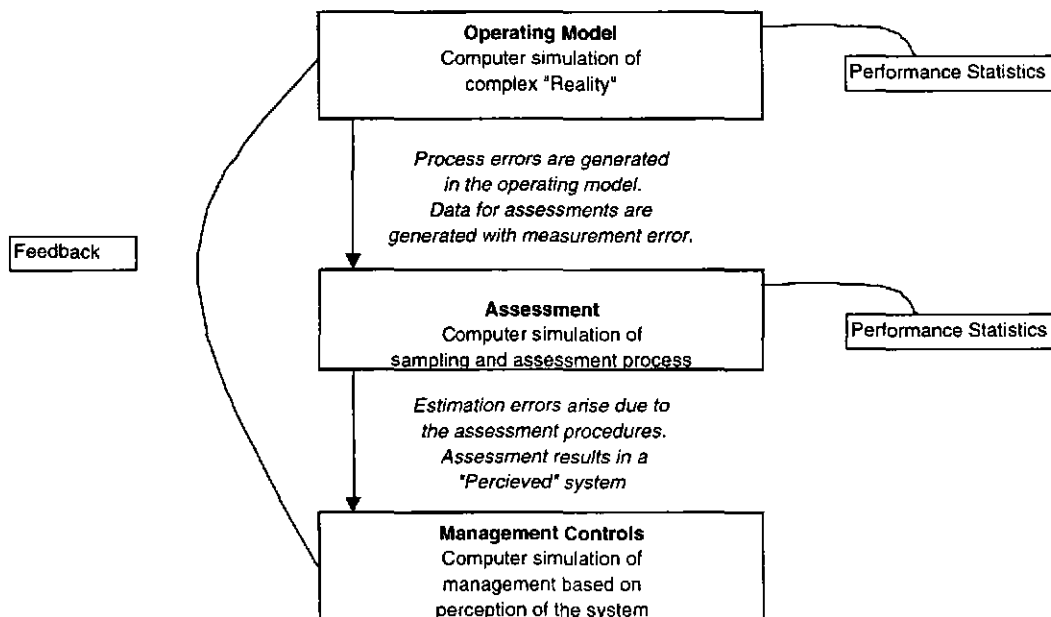 Operating Model
Computer simulation of
complex "Reality"
Performance Statistics
Process errors are generated
in the operating model.
Data for assessments are
generated with measurement error.
Feedback
Assessment
Computer simulation of
sampling and assessment process
Performance Statistics
Estimation errors arise due to
the assessment procedures.
Assessment results in a
"Percieved" system
Management Controls
Computer simulation of
management based on
perception of the system